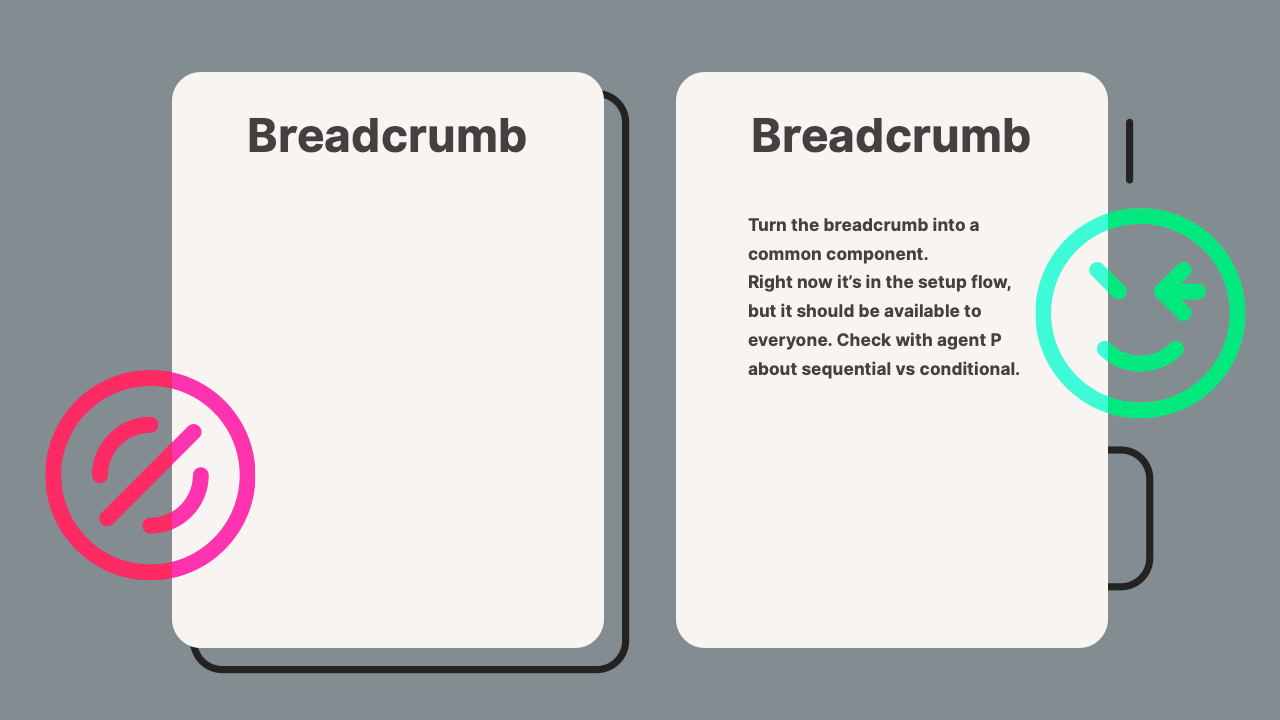 Breadcrumb
Breadcrumb
Turn the breadcrumb into a
common component.
Right now it’s in the setup flow,
but it should be available to
everyone. Check with agent P
about sequential vs conditional.